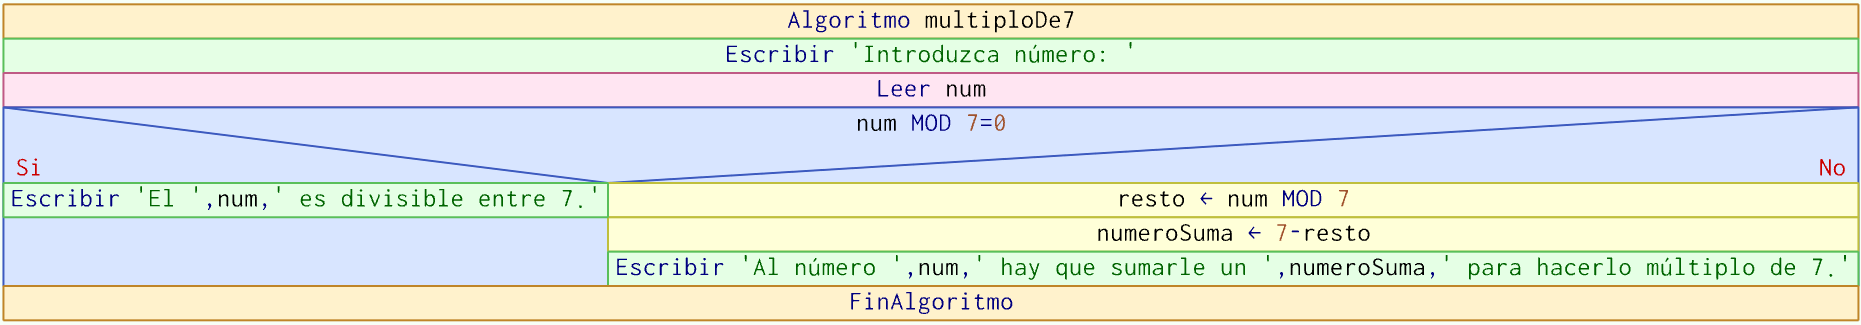 Algoritmo multiploDe7
Escribir 'Introduzca número: '
Leer num
num MOD 7=0
Si
No
Escribir 'El ',num,' es divisible entre 7.'
resto ← num MOD 7
numeroSuma ← 7-resto
Escribir 'Al número ',num,' hay que sumarle un ',numeroSuma,' para hacerlo múltiplo de 7.'
FinAlgoritmo